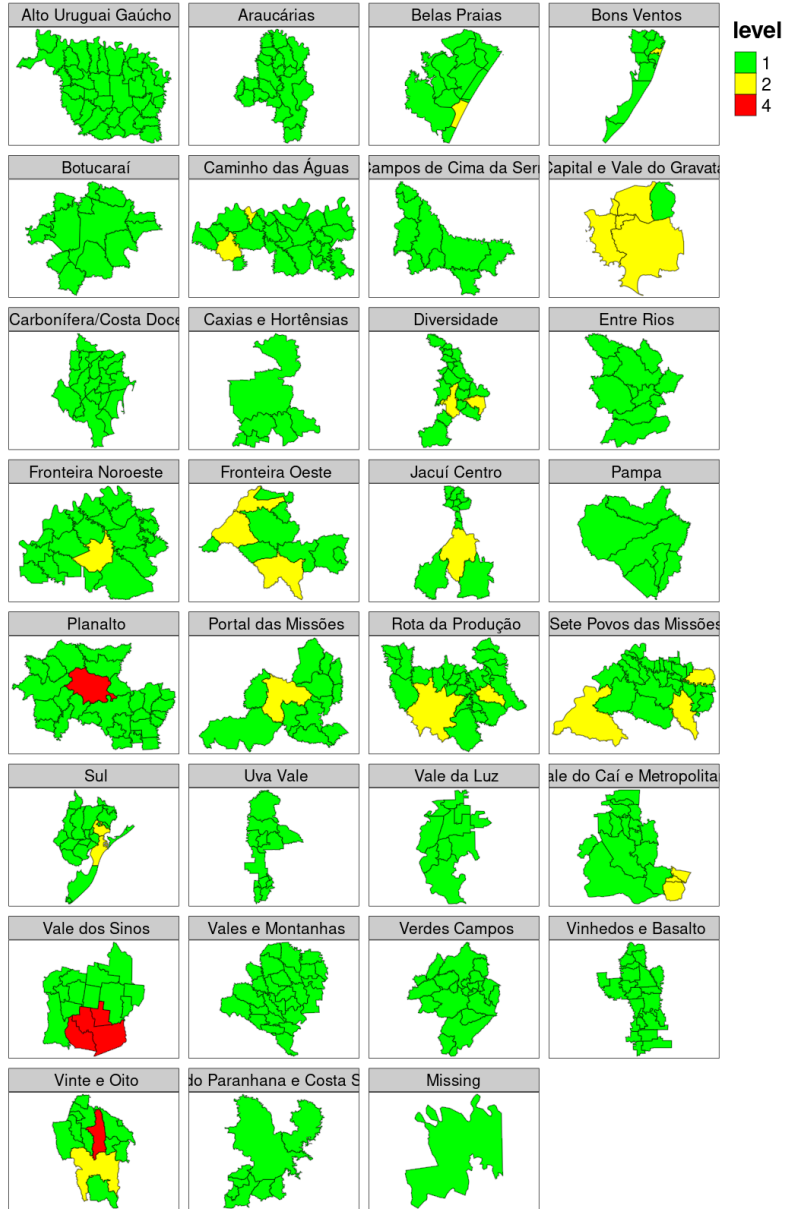 Alto Uruguai Gaúcho
Araucárias
Belas Praias
Bons Ventos
level
1
2
4
Botucaraí
Caminho das Águas
Campos de Cima da Seri
Capital e Vale do Gravata
Carbonífera/Costa Doce
Caxias e Hortênsias
Diversidade
Entre Rios
Fronteira Noroeste
Fronteira Oeste
Jacuí Centro
Pampa
Planalto
Portal das Missões
Rota da Produção
Sete Povos das Missões
Sul
Uva Vale
Vale da Luz
ale do Caí e Metropolita
Vale dos Sinos
Vales e Montanhas
Verdes Campos
Vinhedos e Basalto
Vinte e Oito
do Paranhana e Costa S
Missing